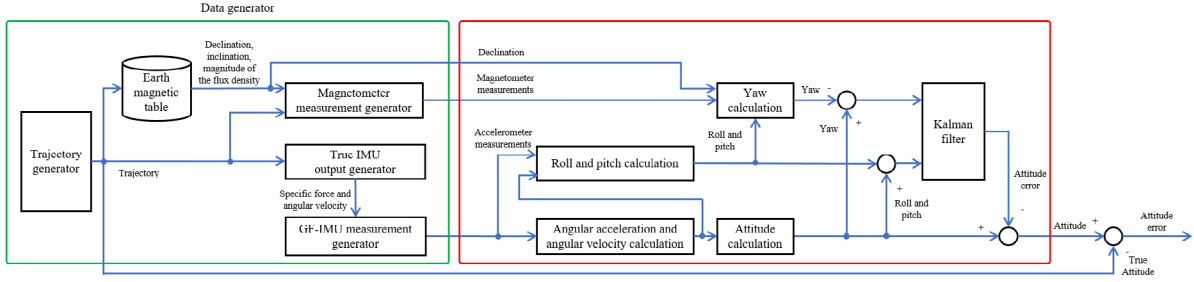 Data generator
Declination,
inclination,
magnitude of
the flux density
Earth
magnetic
table
Magnetometer
measurement generator
Trajectory
generator
Trajectory
True IMU
output generator
Specific force and
angular velocity
GF-IMU measurement
generator
Declination
Magnetometer
measurements
Accelerometer
measurements
Roll and pitch calculation
Angular acceleration and
angular velocity calculation
Attitude
calculation
Yaw
calculation
Roll and
pitch
Yaw
-
Yaw
+
Kalman
filter
+
Roll and
pitch
Attitude
error
-
+
Attitude
+
-
True
Attitude
Attitude
error